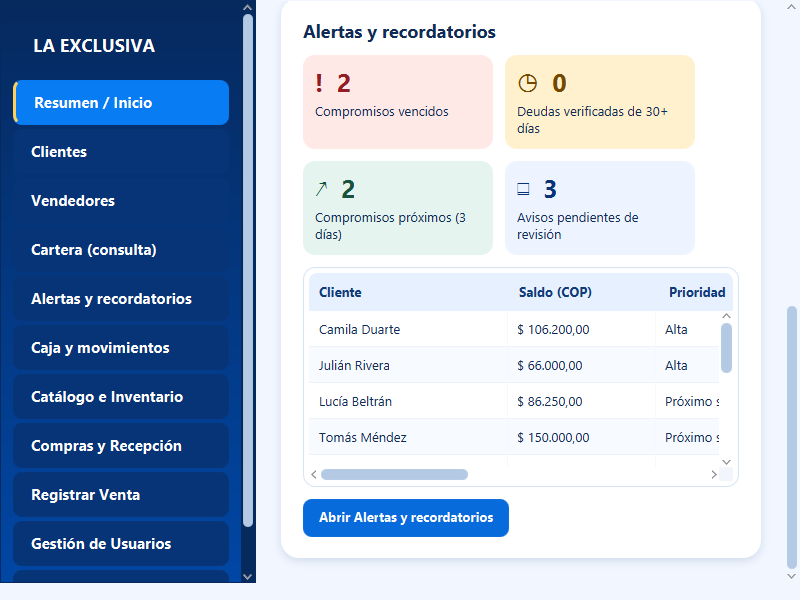 LA EXCLUSIVA
Resumen / Inicio
Clientes
Vendedores
Cartera (consulta)
Alertas y recordatorios
Caja y movimientos
Catálogo e Inventario
Compras y Recepción
Registrar Venta
Gestión de Usuarios
Alertas y recordatorios
! 2
Compromisos vencidos
0
Deudas verificadas de 30+
días
2
Compromisos próximos (3
días)
3
Avisos pendientes de
revisión
Cliente Saldo (COP) Prioridad
Camila Duarte $ 106.200,00 Alta
Julián Rivera $ 66.000,00 Alta
Lucía Beltrán $ 86.250,00 Próximo s
Tomás Méndez $ 150.000,00 Próximo s
Abrir Alertas y recordatorios